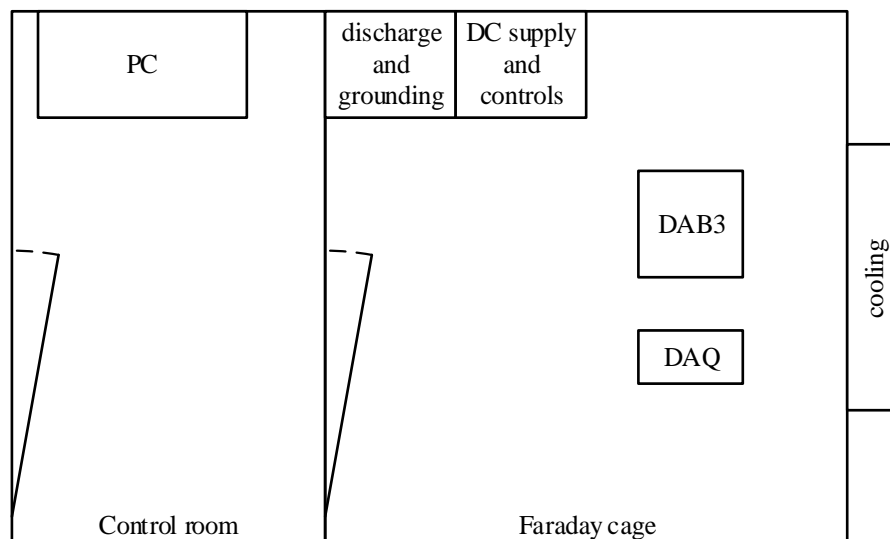 PC
discharge
and
grounding
DC supply
and
controls
DAB3
cooling
DAQ
Control room
Faraday cage